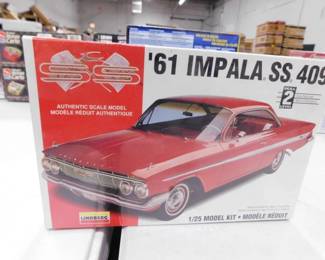 '61 IMPALA SS 409
SS
AUTHENTIC SCALE MODEL
MODÈLE RÉDUIT AUTHENTIQUE
SKILL
2
LINDBERG
1/25 MODEL KIT • MODÈLE RÉDUIT